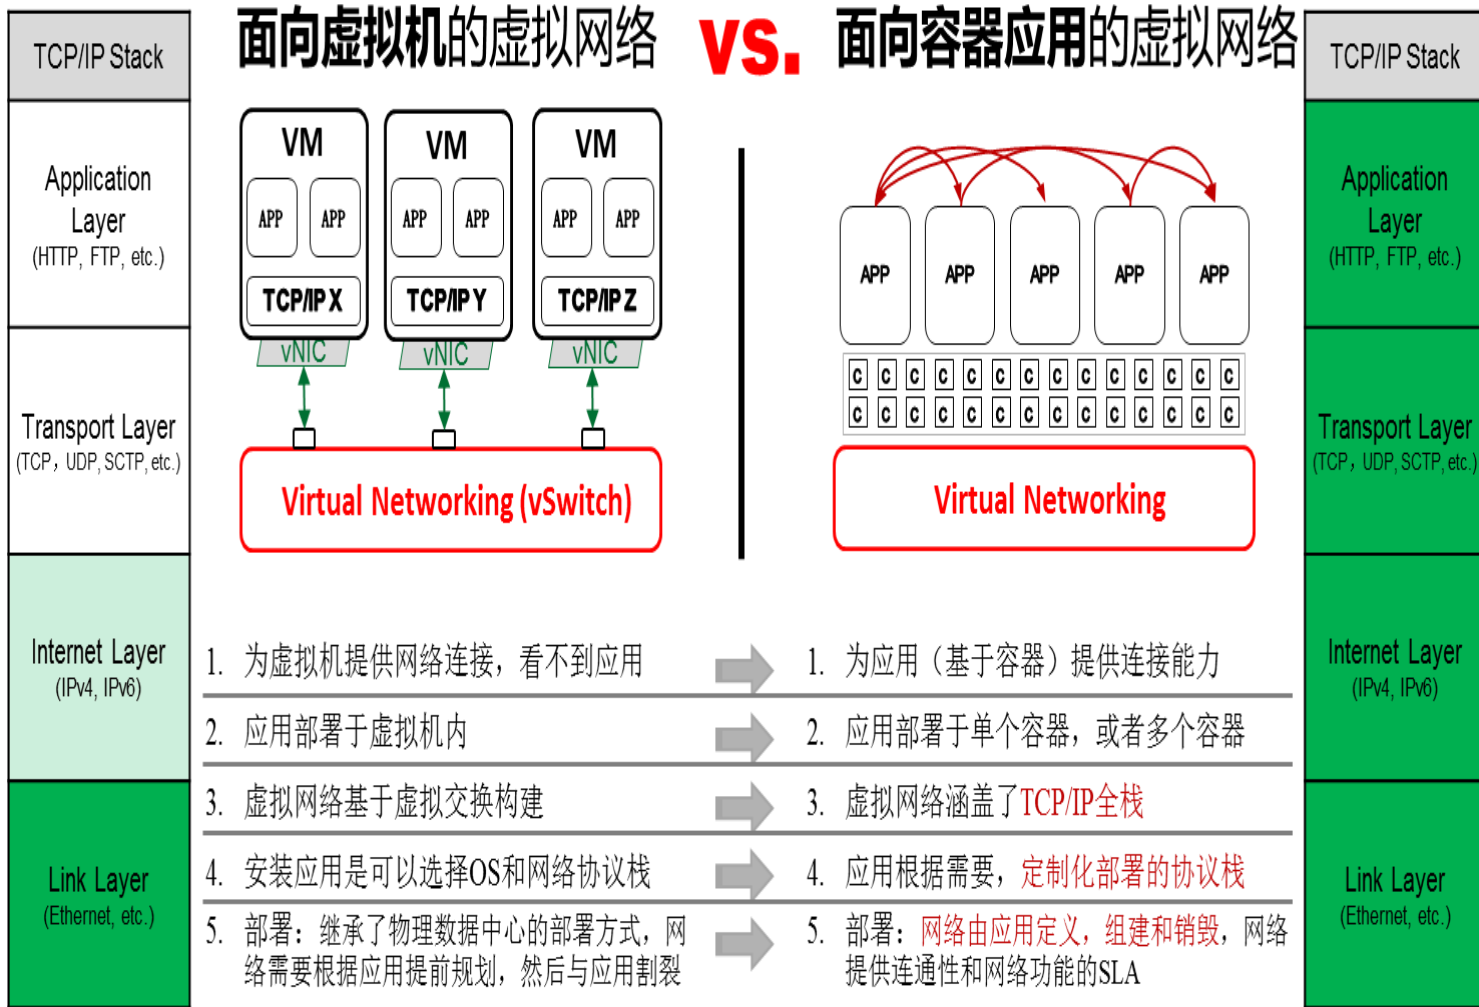 面向虚拟机的虚拟网络 VS. 面向容器应用的虚拟网络
TCP/IP Stack
Application
Layer
(HTTP, FTP, etc.)
Transport Layer
(TCP，UDP, SCTP, etc.)
Internet Layer
(IPv4, IPv6)
Link Layer
(Ethernet, etc.)
VM
VM
VM
APP
APP
APP
APP
APP
APP
TCP/IP X
TCP/IP Y
TCP/IP Z
vNIC
vNIC
vNIC
Virtual Networking (vSwitch)
APP
APP
APP
APP
APP
C C C C C C C C C C C C C C
C C C C C C C C C C C C C C
Virtual Networking
1. 为虚拟机提供网络连接，看不到应用
1. 为应用（基于容器）提供连接能力
2. 应用部署于虚拟机内
2. 应用部署于单个容器，或者多个容器
3. 虚拟网络基于虚拟交换构建
3. 虚拟网络涵盖了TCP/IP全栈
4. 安装应用是可以选择OS和网络协议栈
4. 应用根据需要，定制化部署的协议栈
5. 部署：继承了物理数据中心的部署方式，网
络需要根据应用提前规划，然后与应用割裂
5. 部署：网络由应用定义，组建和销毁，网络
提供连通性和网络功能的SLA
TCP/IP Stack
Application
Layer
(HTTP, FTP, etc.)
Transport Layer
(TCP，UDP, SCTP, etc.)
Internet Layer
(IPv4, IPv6)
Link Layer
(Ethernet, etc.)